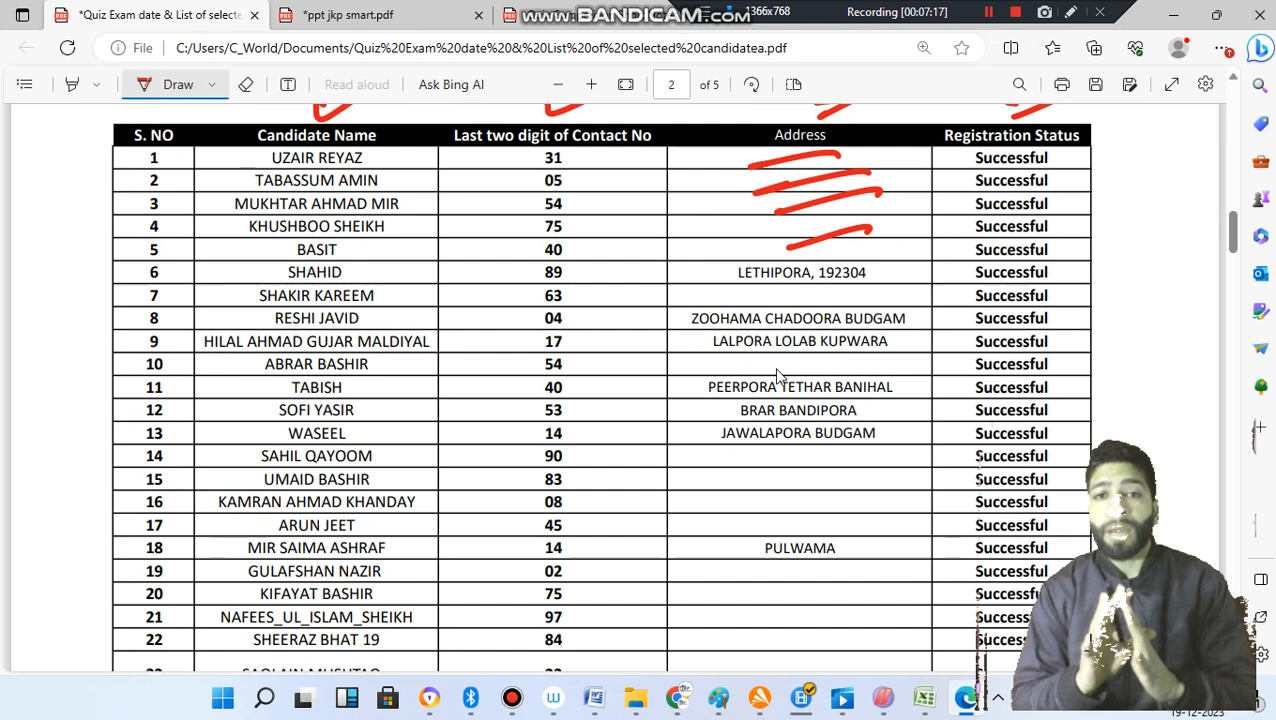 *Quiz Exam date & List of selecte
*ppt jkp smart.pdf
www.BANDICAM.com
1366x768
Recording [00:07:17]
File
C:/Users/C_World/Documents/Quiz%20Exam%20date%20&%20List%20of%20selected%20candidatea.pdf
Draw
Read aloud
Ask Bing AI
2 of 5
S. NO Candidate Name Last two digit of Contact No Address Registration Status
1 UZAIR REYAZ 31 Successful
2 TABASSUM AMIN 05 Successful
3 MUKHTAR AHMAD MIR 54 Successful
4 KHUSHBOO SHEIKH 75 Successful
5 BASIT 40 Successful
6 SHAHID 89 LETHIPORA, 192304 Successful
7 SHAKIR KAREEM 63 Successful
8 RESHI JAVID 04 ZOOHAMA CHADOORA BUDGAM Successful
9 HILAL AHMAD GUJAR MALDIYAL 17 LALPORA LOLAB KUPWARA Successful
10 ABRAR BASHIR 54 Successful
11 TABISH 40 PEERPORA TETHAR BANIHAL Successful
12 SOFI YASIR 53 BRAR BANDIPORA Successful
13 WASEEL 14 JAWALAPORA BUDGAM Successful
14 SAHIL QAYOOM 90 Successful
15 UMAID BASHIR 83 Successful
16 KAMRAN AHMAD KHANDAY 08 Successful
17 ARUN JEET 45 Successful
18 MIR SAIMA ASHRAF 14 PULWAMA Successful
19 GULAFSHAN NAZIR 02 Successful
20 KIFAYAT BASHIR 75 Successful
21 NAFEES_UL_ISLAM_SHEIKH 97
22 SHEERAZ BHAT 19 84
19-12-2023